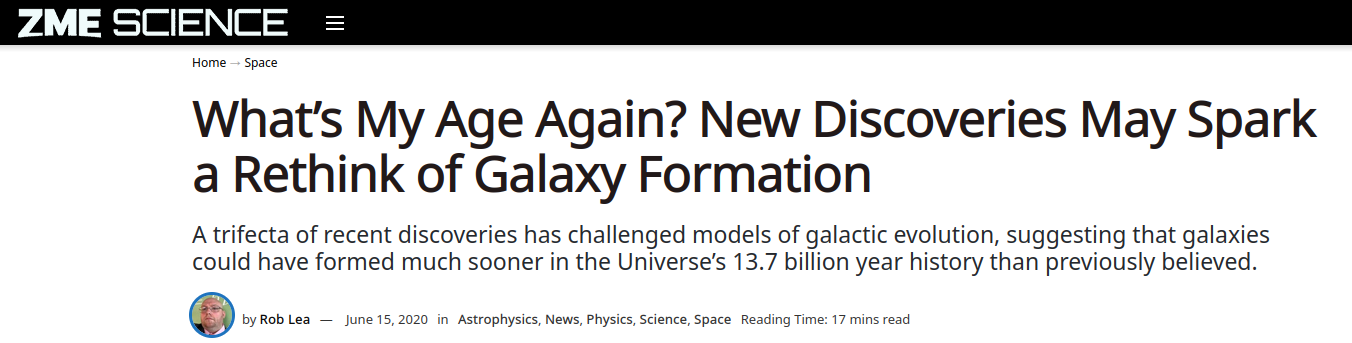 ZME SCIENCE
Home → Space
What's My Age Again? New Discoveries May Spark
a Rethink of Galaxy Formation
A trifecta of recent discoveries has challenged models of galactic evolution, suggesting that galaxies
could have formed much sooner in the Universe's 13.7 billion year history than previously believed.
by Rob Lea — June 15, 2020 in Astrophysics, News, Physics, Science, Space Reading Time: 17 mins read